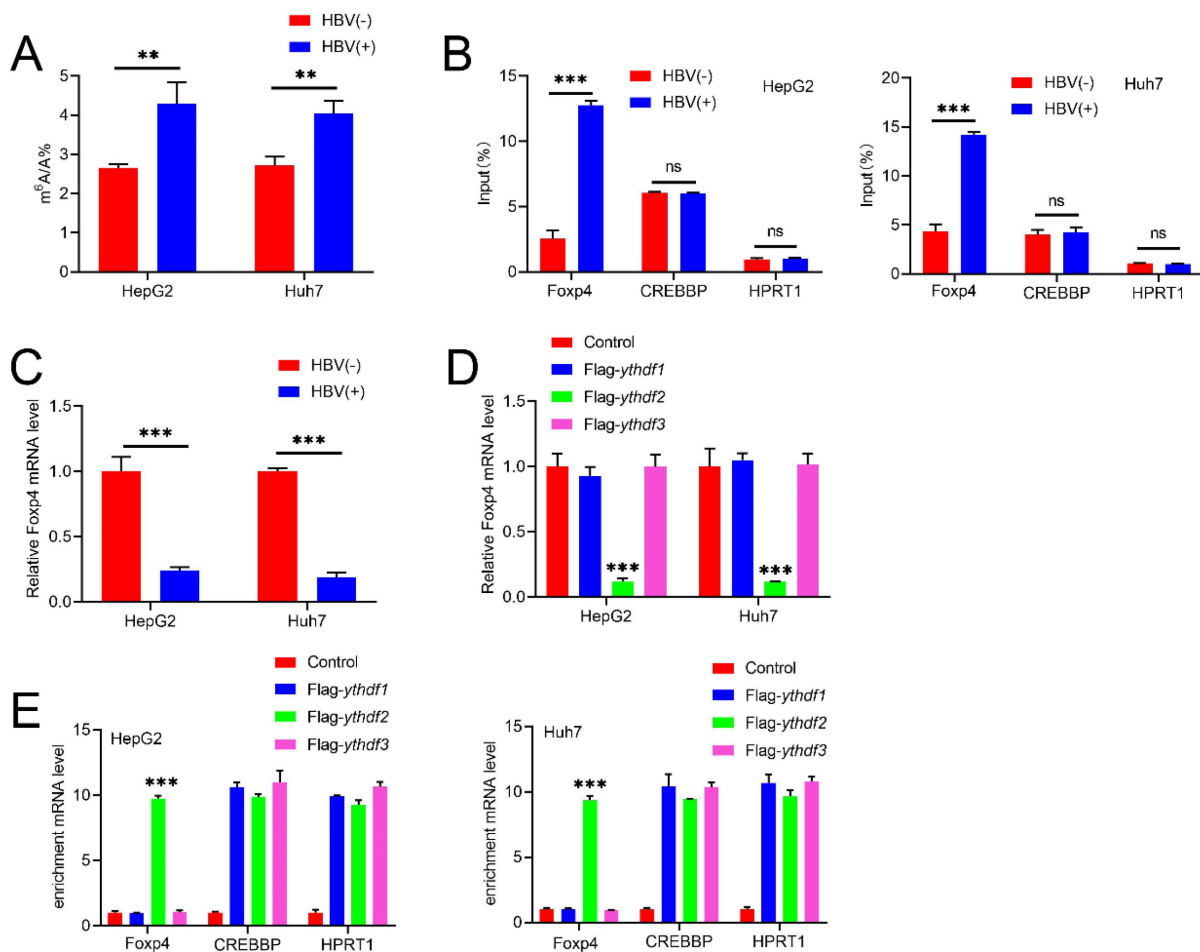 A
HBV(-)
HBV(+)
m⁶A/A%
5
4
3
2
1
0
**
**
HepG2
Huh7
B
HBV(-)
HBV(+)
HepG2
Input(%)
15
10
5
0
***
ns
ns
Foxp4
CREBBP
HPRT1
HBV(-)
HBV(+)
Huh7
Input(%)
20
15
10
5
0
***
ns
ns
Foxp4
CREBBP
HPRT1
C
HBV(-)
HBV(+)
Relative Foxp4 mRNA level
1.5
1.0
0.5
0.0
***
***
HepG2
Huh7
D
Control
Flag-ythdf1
Flag-ythdf2
Flag-ythdf3
Relative Foxp4 mRNA level
1.5
1.0
0.5
0.0
***
***
HepG2
Huh7
E
Control
Flag-ythdf1
Flag-ythdf2
Flag-ythdf3
HepG2
enrichment mRNA level
15
10
5
0
***
Foxp4
CREBBP
HPRT1
Control
Flag-ythdf1
Flag-ythdf2
Flag-ythdf3
Huh7
enrichment mRNA level
15
10
5
0
***
Foxp4
CREBBP
HPRT1